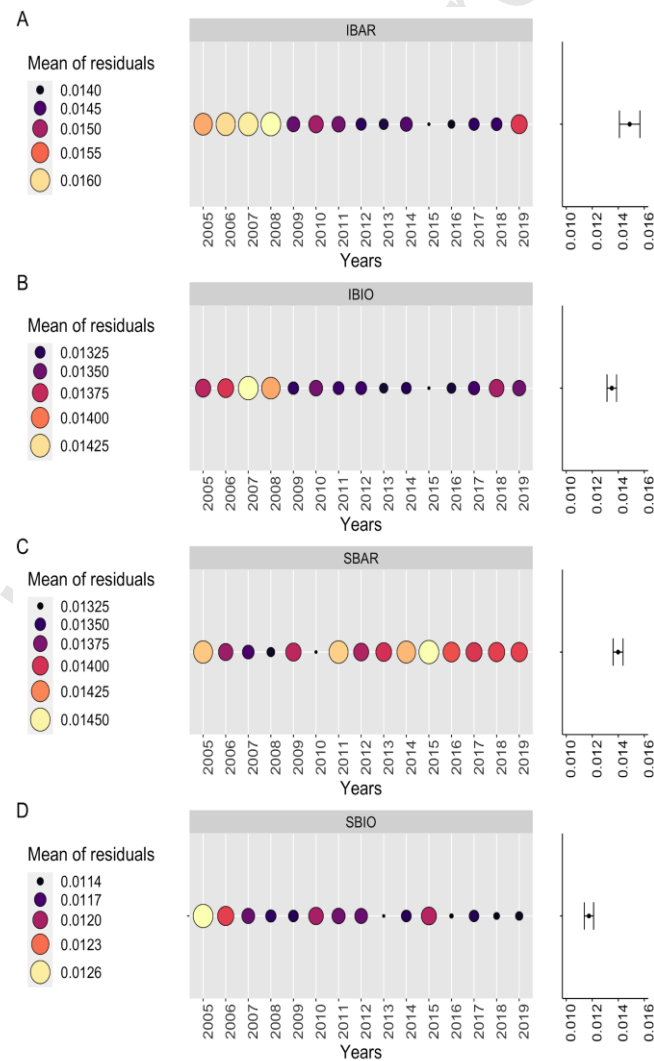 A
IBAR
Mean of residuals
0.0140
0.0145
0.0150
0.0155
0.0160
2005 2006 2007 2008 2009 2010 2011 2012 2013 2014 2015 2016 2017 2018 2019
Years
0.010 0.012 0.014 0.016
B
IBIO
Mean of residuals
0.01325
0.01350
0.01375
0.01400
0.01425
2005 2006 2007 2008 2009 2010 2011 2012 2013 2014 2015 2016 2017 2018 2019
Years
0.010 0.012 0.014 0.016
C
SBAR
Mean of residuals
0.01325
0.01350
0.01375
0.01400
0.01425
0.01450
2005 2006 2007 2008 2009 2010 2011 2012 2013 2014 2015 2016 2017 2018 2019
Years
0.010 0.012 0.014 0.016
D
SBIO
Mean of residuals
0.0114
0.0117
0.0120
0.0123
0.0126
2005 2006 2007 2008 2009 2010 2011 2012 2013 2014 2015 2016 2017 2018 2019
Years
0.010 0.012 0.014 0.016